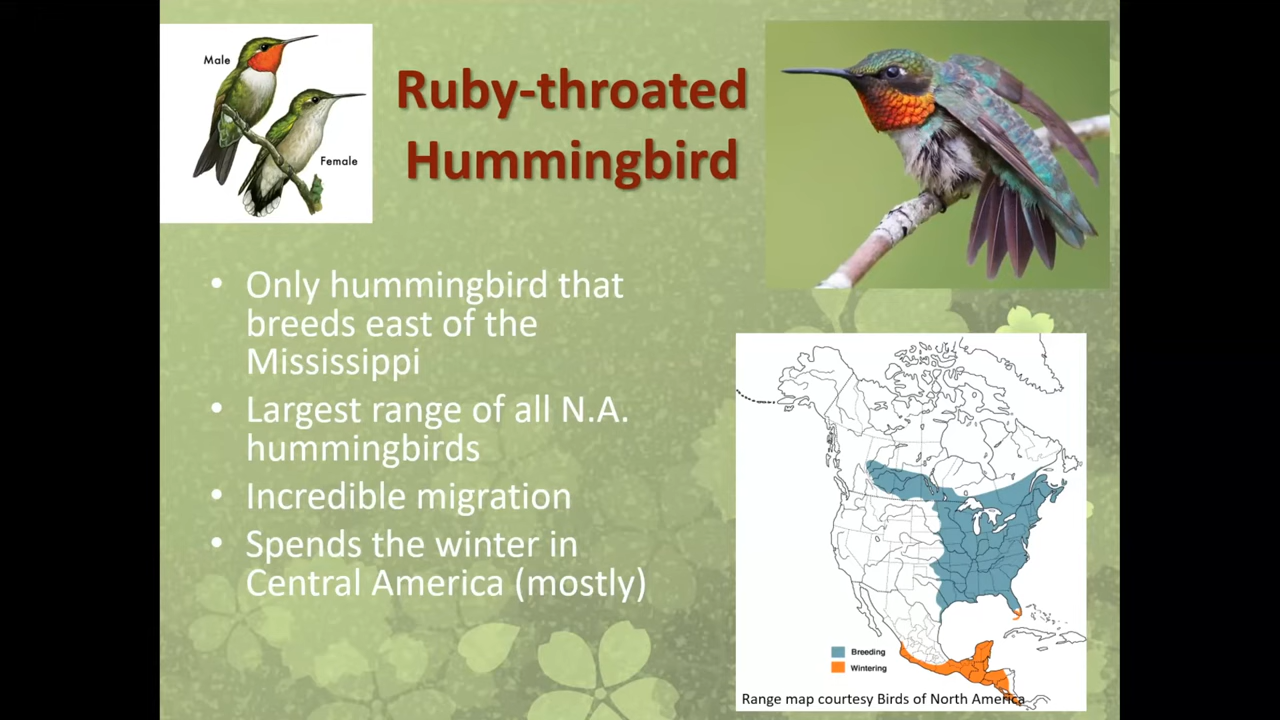 Male
Female
Ruby-throated
Hummingbird
• Only hummingbird that
breeds east of the
Mississippi
• Largest range of all N.A.
hummingbirds
• Incredible migration
• Spends the winter in
Central America (mostly)
Breeding
Wintering
Range map courtesy Birds of North America